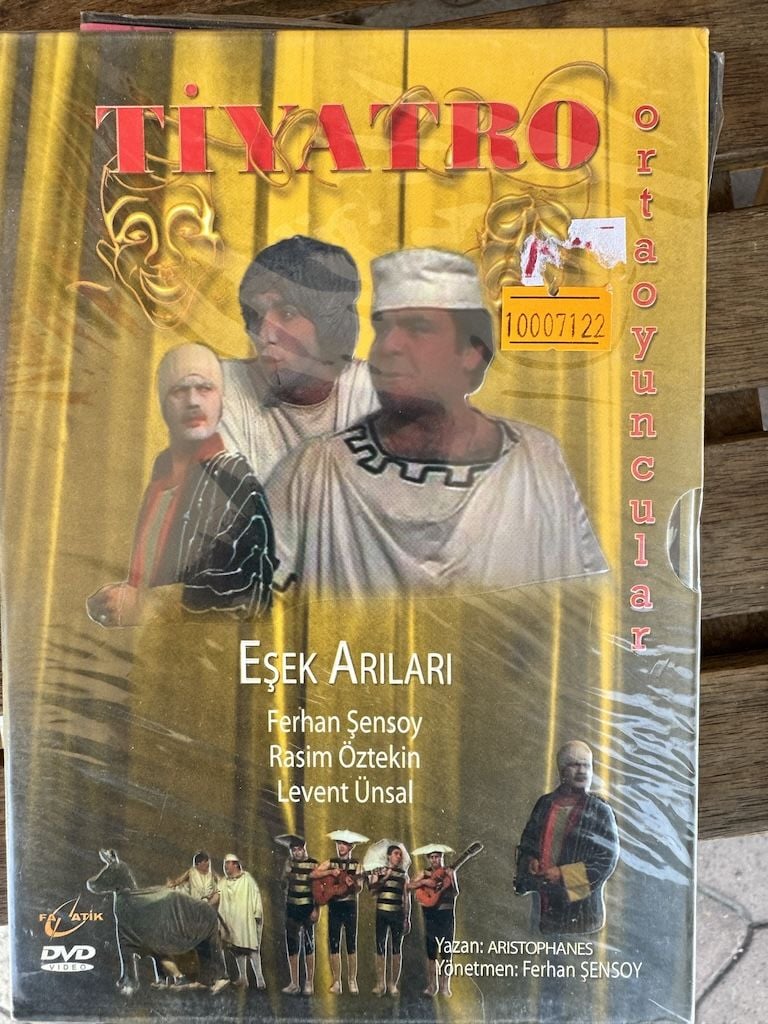 TİYATRO
ortaoyuncular
10007122
EŞEK ARILARI
Ferhan Şensoy
Rasim Öztekin
Levent Ünsal
FANATİK
DVD
VIDEO
Yazan: ARISTOPHANES
Yönetmen: Ferhan ŞENSOY